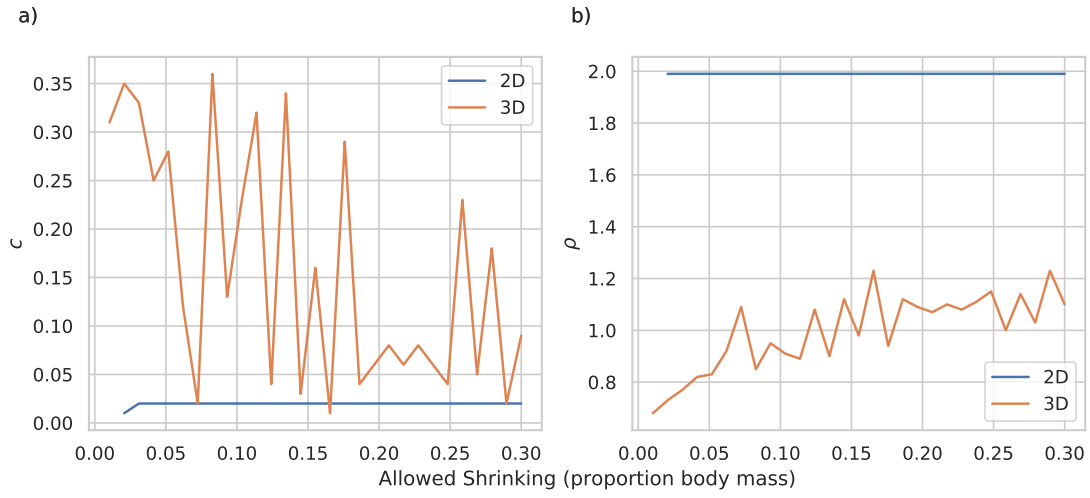 a)
b)
0.35
0.30
0.25
0.20
0.15
0.10
0.05
0.00
c
2D
3D
0.00 0.05 0.10 0.15 0.20 0.25 0.30
2.0
1.8
1.6
1.4
1.2
1.0
0.8
ρ
2D
3D
0.00 0.05 0.10 0.15 0.20 0.25 0.30
Allowed Shrinking (proportion body mass)